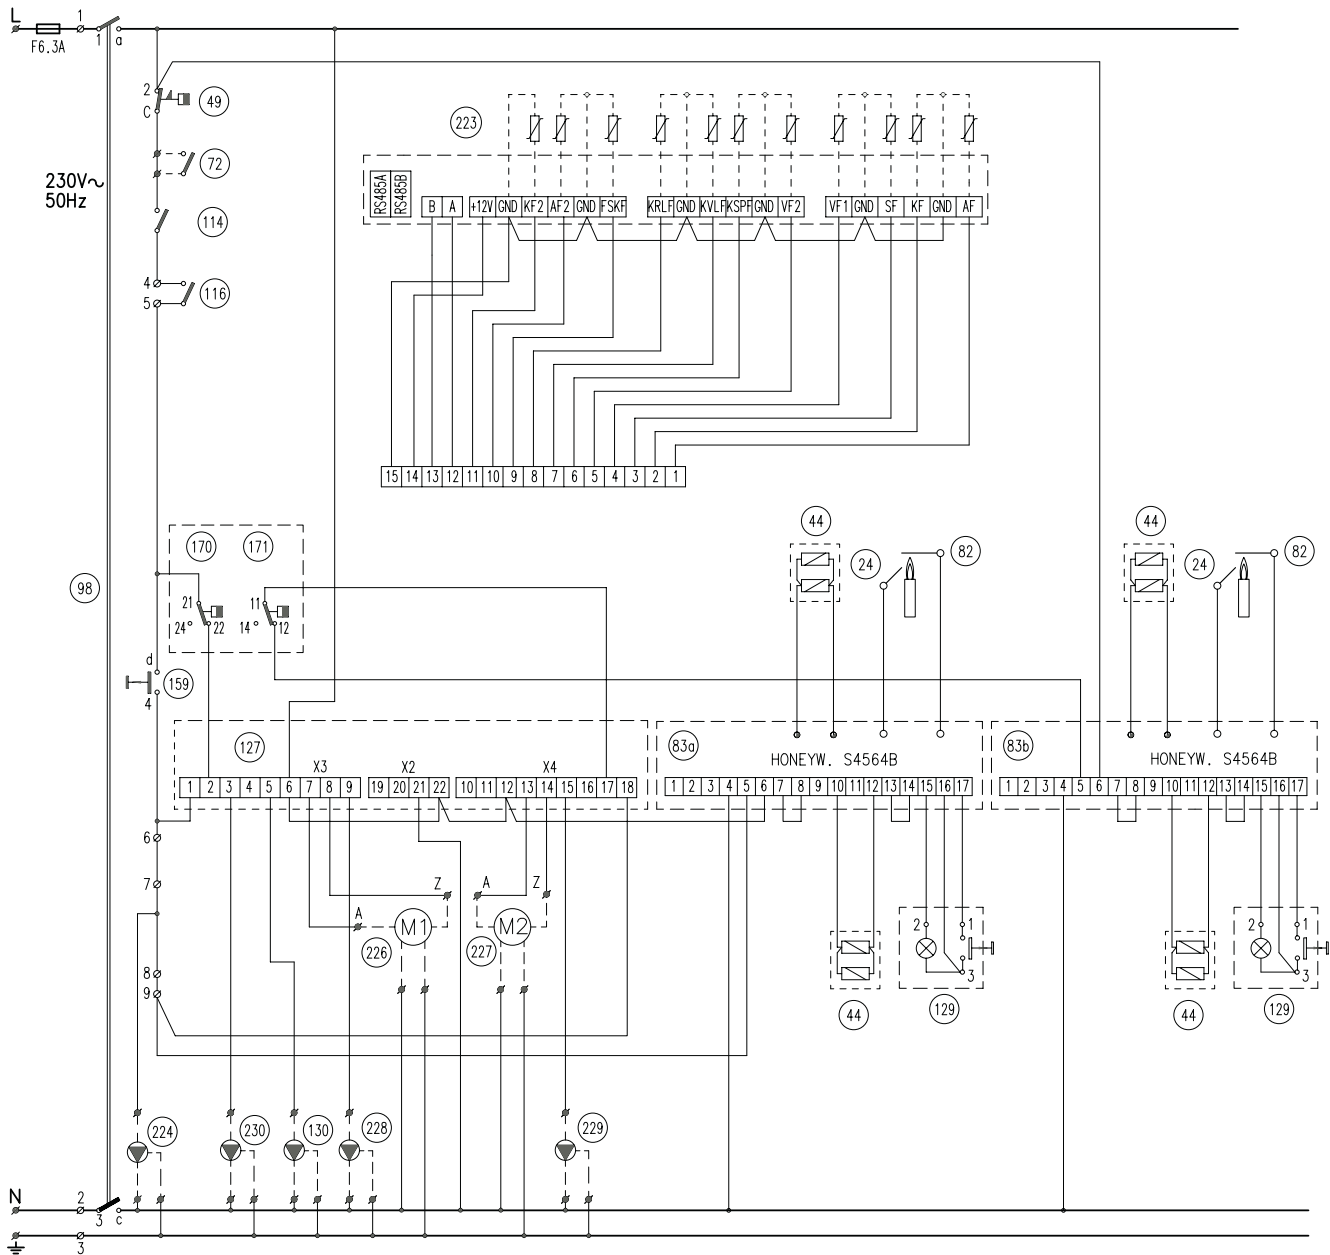 L
1
F6.3A
1
a
2
C
49
72
230V~
50Hz
114
4
116
5
223
RS485A
RS485B
B A
+12V GND KF2 AF2 GND FSKF
KRLF GND KVLF KSPF GND VF2
VF1 GND SF KF GND AF
15 14 13 12 11 10 9 8 7 6 5 4 3 2 1
44
24
82
44
24
82
170
171
98
21
24° 22
11
14° 12
d
159
4
127
X3 X2 X4
83a
HONEYW. S4564B
83b
HONEYW. S4564B
1 2 3 4 5 6 7 8 9
19 20 21 22
10 11 12 13 14 15 16 17 18
1 2 3 4 5 6 7 8 9 10 11 12 13 14 15 16 17
1 2 3 4 5 6 7 8 9 10 11 12 13 14 15 16 17
6
7
Z
A
Z
A
M1
M2
226
227
2
1
3
2
1
3
8
9
44
129
44
129
224
230
130
228
229
N
2
3
c
3